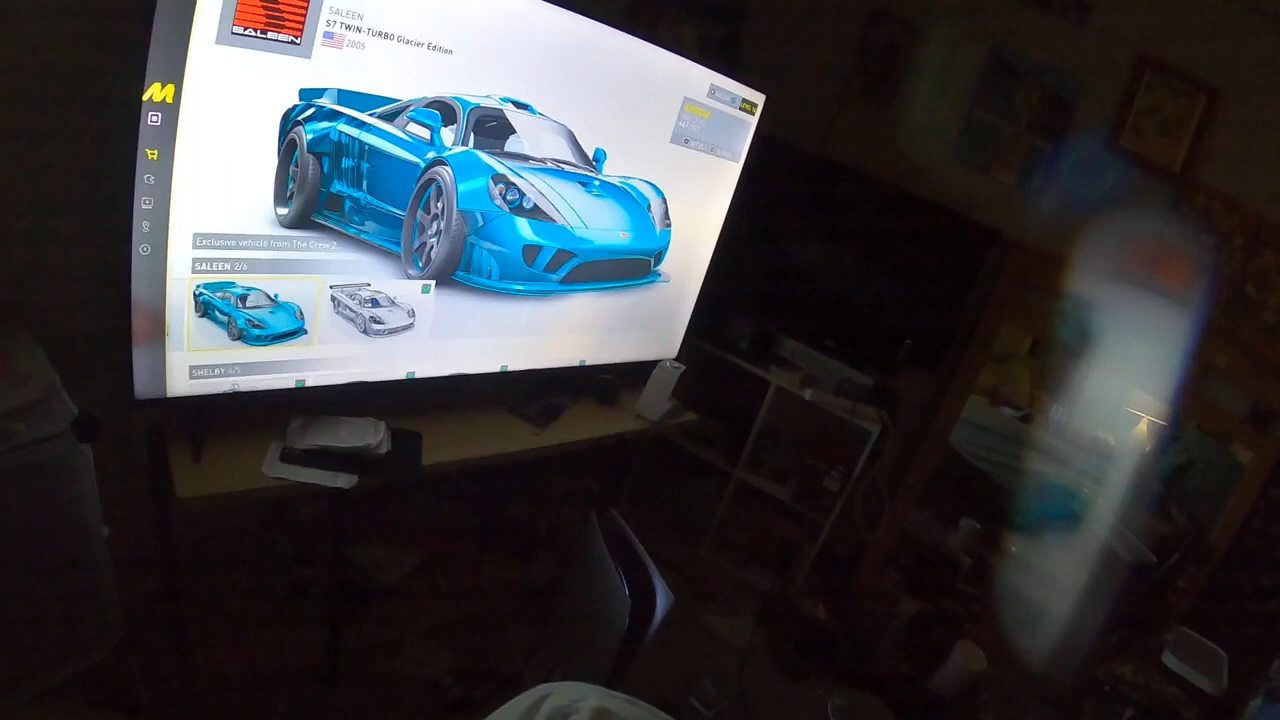 SALEEN
SALEEN
S7 TWIN-TURBO Glacier Edition
2005
Exclusive vehicle from The Crew 2
SALEEN 2/6
SHELBY 4/5